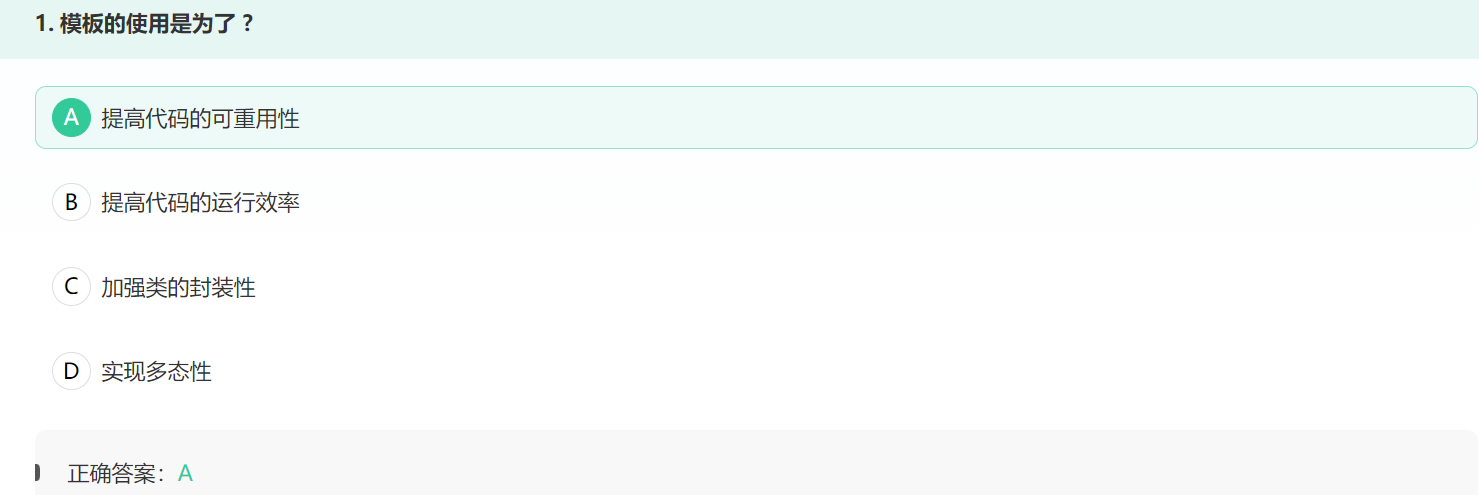 1. 模板的使用是为了？
A 提高代码的可重用性
B 提高代码的运行效率
C 加强类的封装性
D 实现多态性
正确答案：A